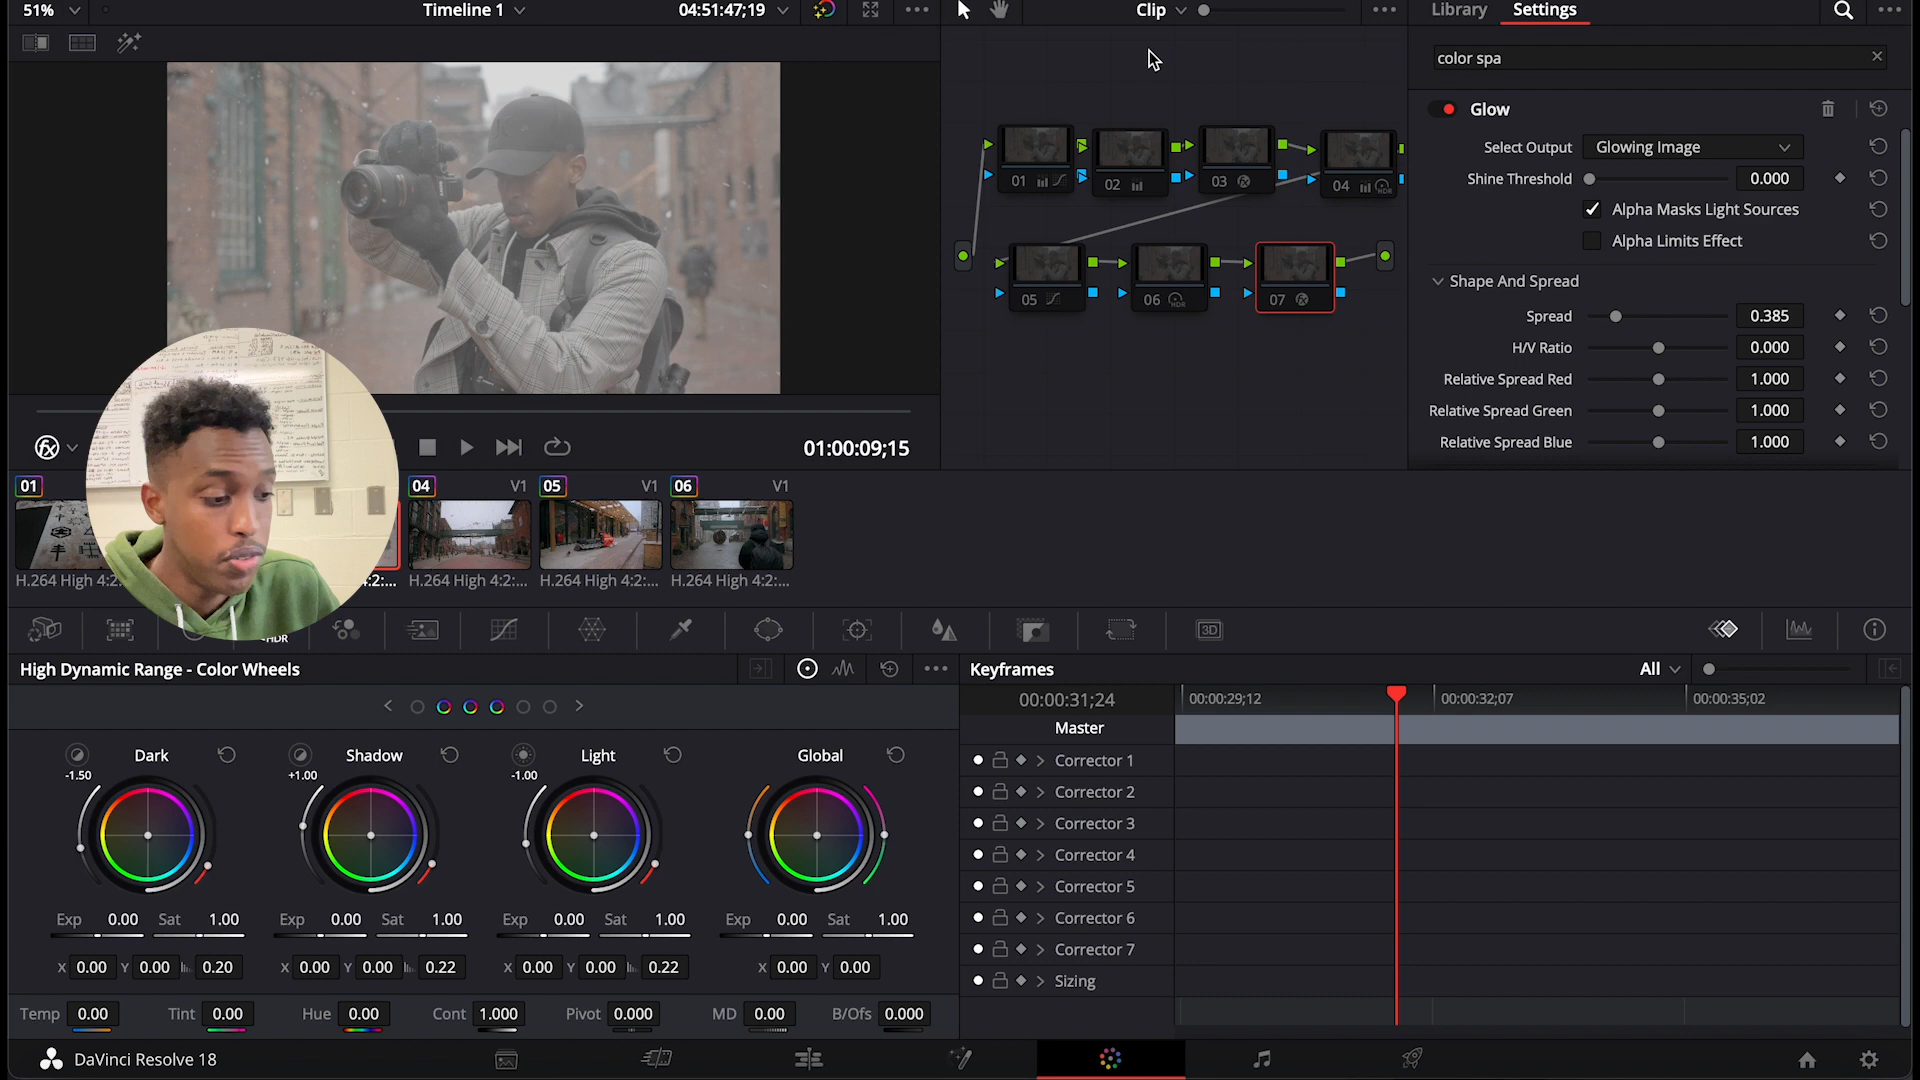 51%
Timeline 1
04:51:47;19
Clip
Library
Settings
color spa
Glow
Select Output
Glowing Image
Shine Threshold
0.000
Alpha Masks Light Sources
Alpha Limits Effect
Shape And Spread
Spread
0.385
H/V Ratio
0.000
Relative Spread Red
1.000
Relative Spread Green
1.000
Relative Spread Blue
1.000
01
02
03
04
HDR
05
06
HDR
07
01:00:09;15
01
04
V1
05
V1
06
V1
H.264 High 4:2:
:2:...
H.264 High 4:2:...
H.264 High 4:2:...
H.264 High 4:2:...
HDR
3D
High Dynamic Range - Color Wheels
Dark
Shadow
Light
Global
-1.50
+1.00
-1.00
Exp 0.00 Sat 1.00
Exp 0.00 Sat 1.00
Exp 0.00 Sat 1.00
Exp 0.00 Sat 1.00
X 0.00 Y 0.00 0.20
X 0.00 Y 0.00 0.22
X 0.00 Y 0.00 0.22
X 0.00 Y 0.00
Temp 0.00 Tint 0.00 Hue 0.00 Cont 1.000 Pivot 0.000 MD 0.00 B/Ofs 0.000
Keyframes
All
00:00:31;24
00:00:29;12
00:00:32;07
00:00:35;02
Master
Corrector 1
Corrector 2
Corrector 3
Corrector 4
Corrector 5
Corrector 6
Corrector 7
Sizing
DaVinci Resolve 18